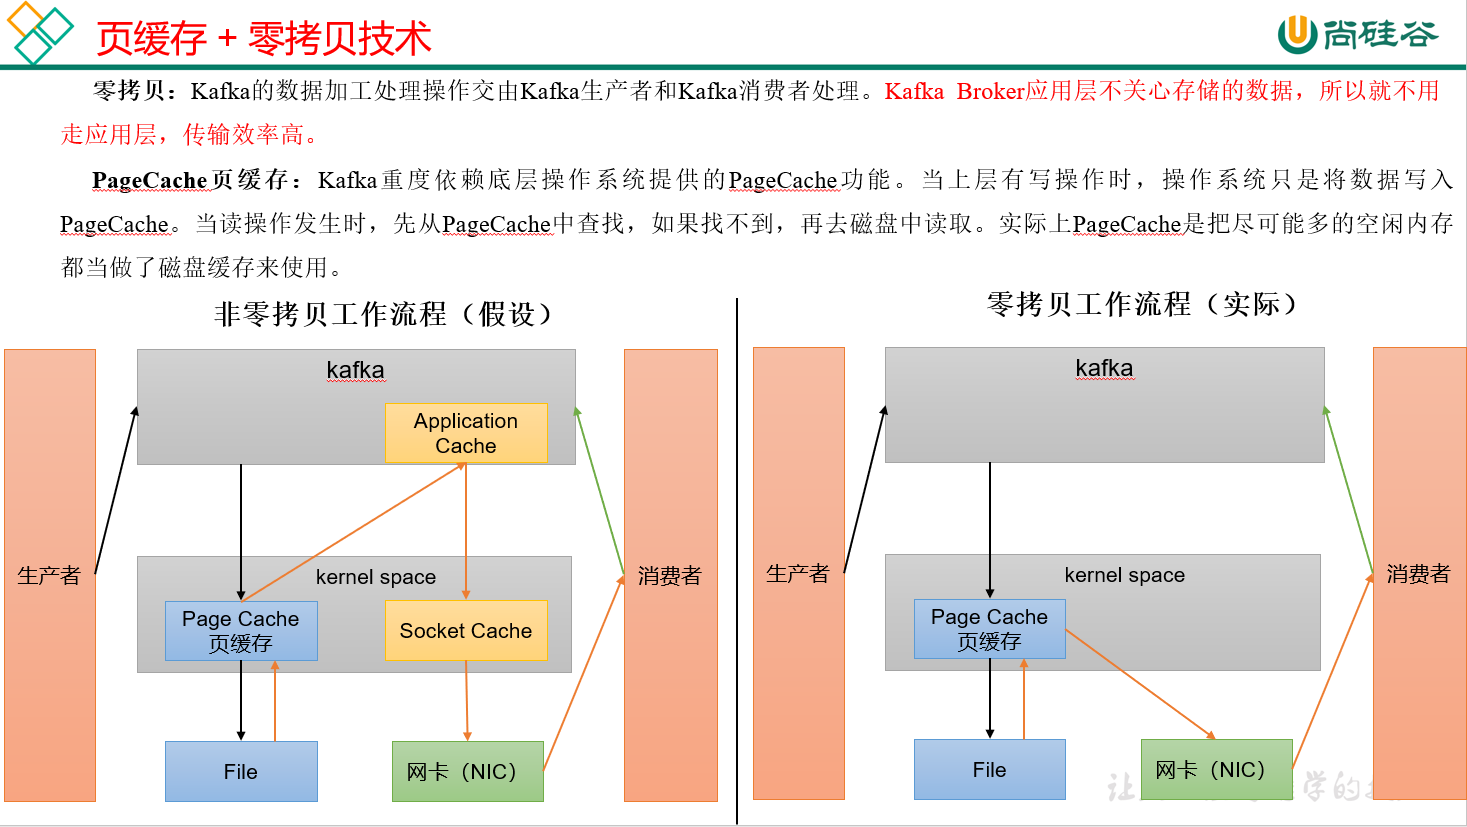 页缓存 + 零拷贝技术
尚硅谷
零拷贝：Kafka的数据加工处理操作交由Kafka生产者和Kafka消费者处理。Kafka Broker应用层不关心存储的数据，所以就不用
走应用层，传输效率高。
PageCache页缓存：Kafka重度依赖底层操作系统提供的PageCache功能。当上层有写操作时，操作系统只是将数据写入
PageCache。当读操作发生时，先从PageCache中查找，如果找不到，再去磁盘中读取。实际上PageCache是把尽可能多的空闲内存
都当做了磁盘缓存来使用。
非零拷贝工作流程（假设）
kafka
Application
Cache
生产者
kernel space
Page Cache
页缓存
Socket Cache
消费者
File
网卡（NIC）
零拷贝工作流程（实际）
kafka
生产者
kernel space
Page Cache
页缓存
消费者
File
网卡（NIC）
让
学的